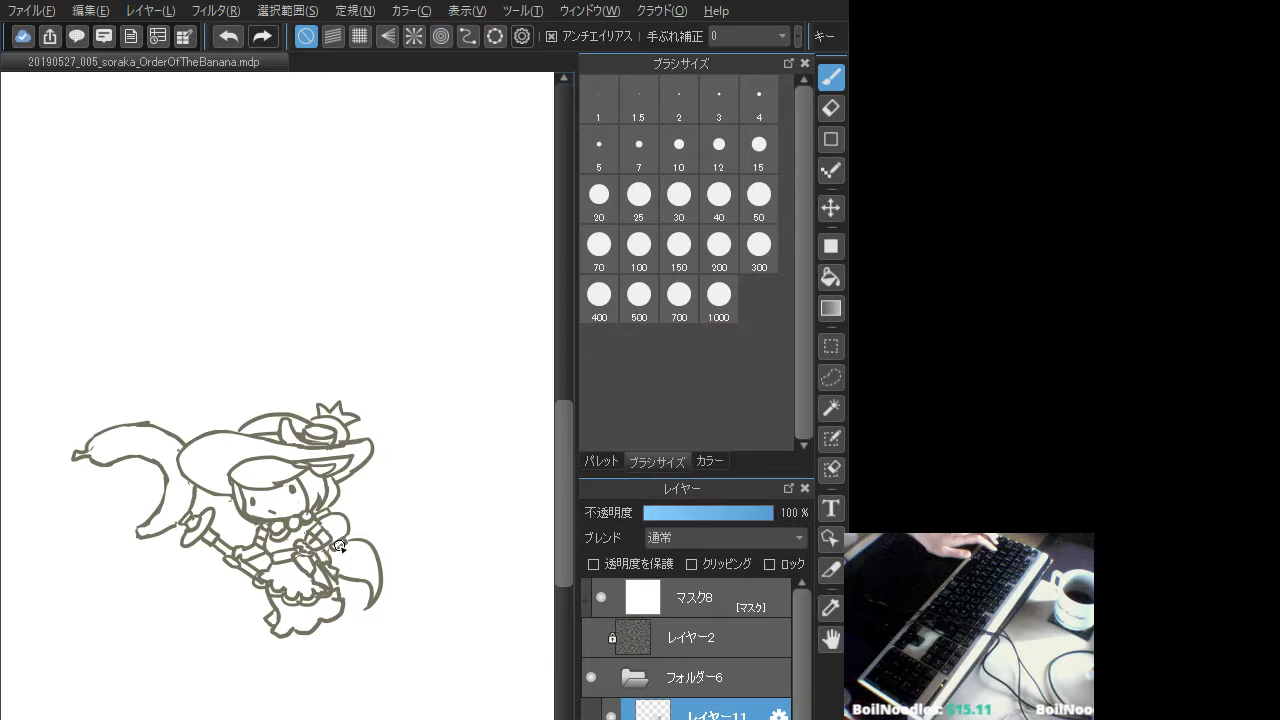 ファイル(F) 編集(E) レイヤー(L) フィルタ(R) 選択範囲(S) 定規(N) カラー(C) 表示(V) ツール(T) ウィンドウ(W) クラウド(O) Help
アンチエイリアス 手ぶれ補正 0 キー
20190527_005_soraka_OrderOfTheBanana.mdp
ブラシサイズ
1 1.5 2 3 4
5 7 10 12 15
20 25 30 40 50
70 100 150 200 300
400 500 700 1000
パレット ブラシサイズ カラー
レイヤー
不透明度 100 %
ブレンド 通常
透明度を保護 クリッピング ロック
マスク8
[マスク]
レイヤー2
フォルダー6
レイヤー11
T
BoilNoodles: $15.11 BoilNoo